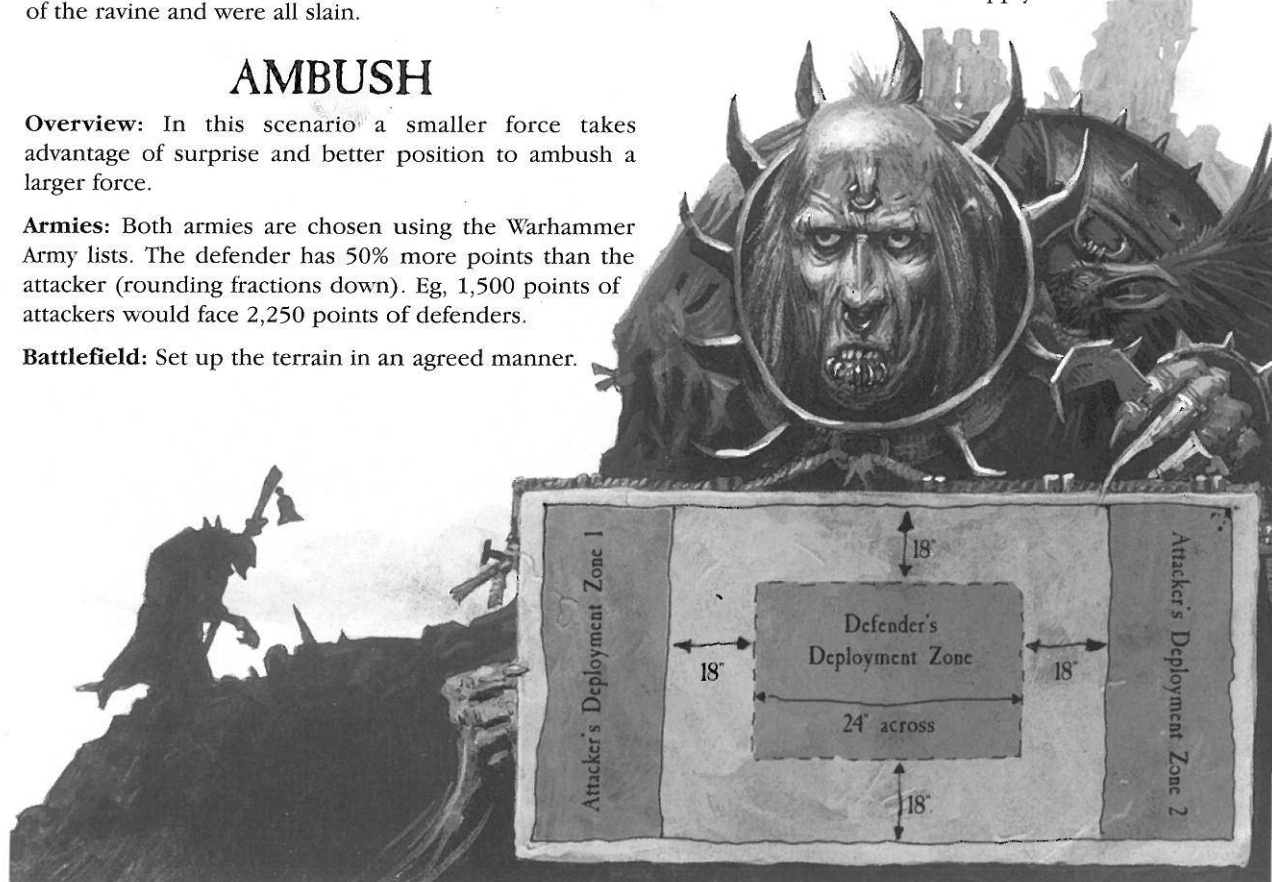 of the ravine and were all slain.
AMBUSH
Overview: In this scenario a smaller force takes
advantage of surprise and better position to ambush a
larger force.
Armies: Both armies are chosen using the Warhammer
Army lists. The defender has 50% more points than the
attacker (rounding fractions down). Eg, 1,500 points of
attackers would face 2,250 points of defenders.
Battlefield: Set up the terrain in an agreed manner.
Attacker's Deployment Zone 1
18"
18"
Defender's
Deployment Zone
24" across
18"
18"
Attacker's Deployment Zone 2